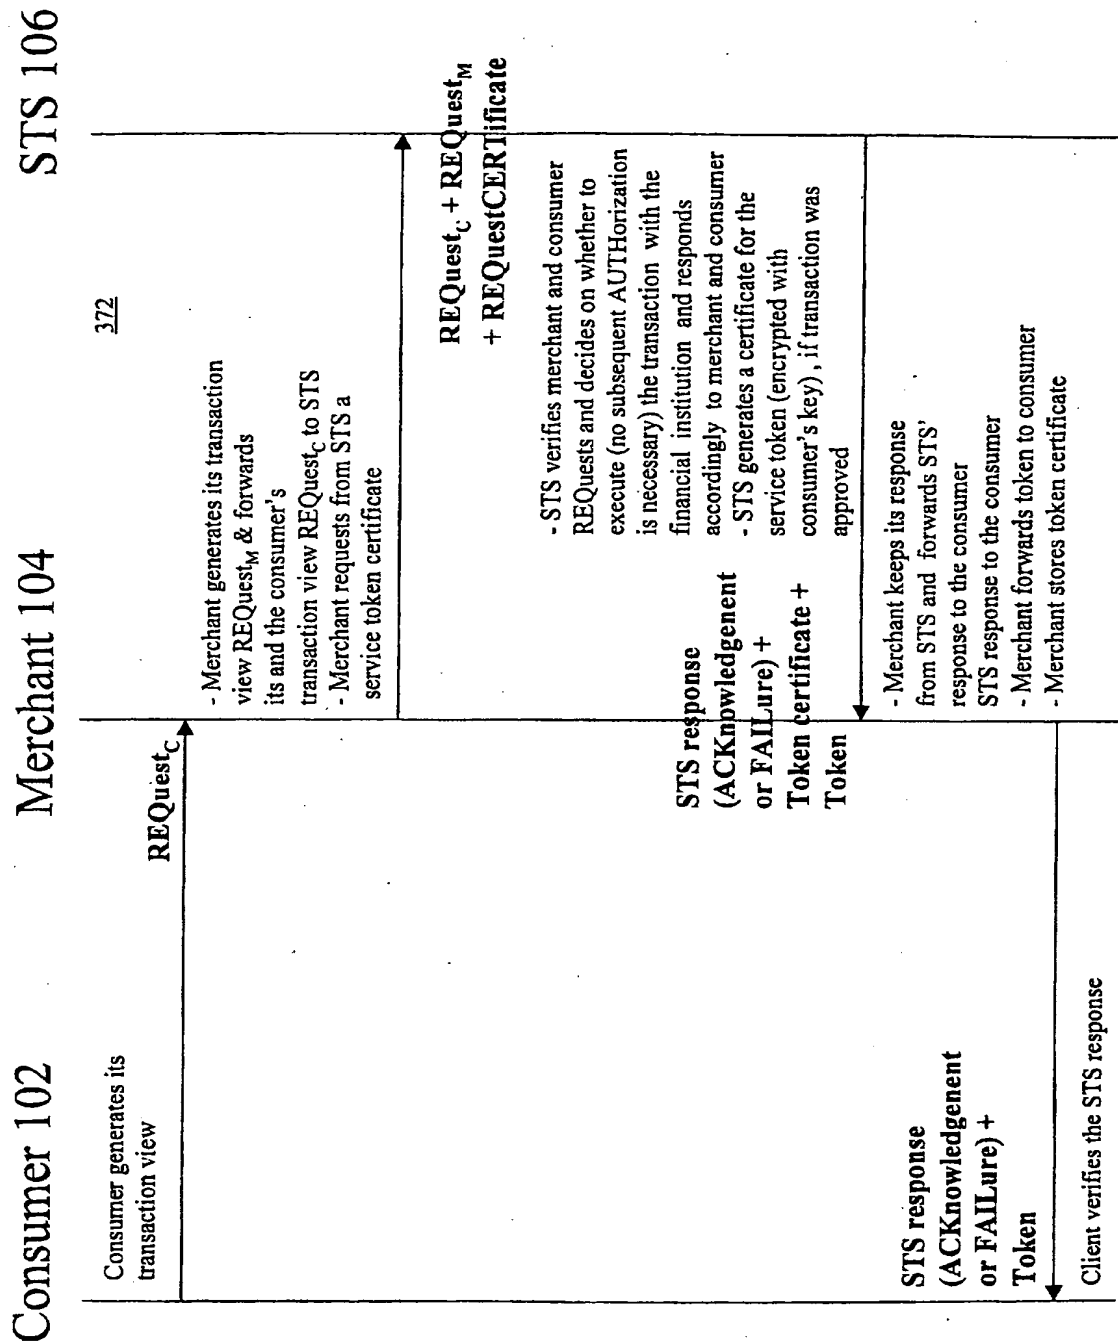 Consumer 102
Merchant 104
STS 106
372
Consumer generates its
transaction view
REQuest_C
- Merchant generates its transaction
view REQuest_M & forwards
its and the consumer's
transaction view REQuest_C to STS
- Merchant requests from STS a
service token certificate
REQuest_C + REQuest_M
+ REQuestCERTificate
- STS verifies merchant and consumer
REQuests and decides on whether to
execute (no subsequent AUTHorization
is necessary) the transaction with the
financial institution and responds
accordingly to merchant and consumer
- STS generates a certificate for the
service token (encrypted with
consumer's key), if transaction was
approved
STS response
(ACKnowledgenent
or FAILure) +
Token certificate +
Token
- Merchant keeps its response
from STS and forwards STS'
response to the consumer
STS response to the consumer
- Merchant forwards token to consumer
- Merchant stores token certificate
STS response
(ACKnowledgenent
or FAILure) +
Token
Client verifies the STS response